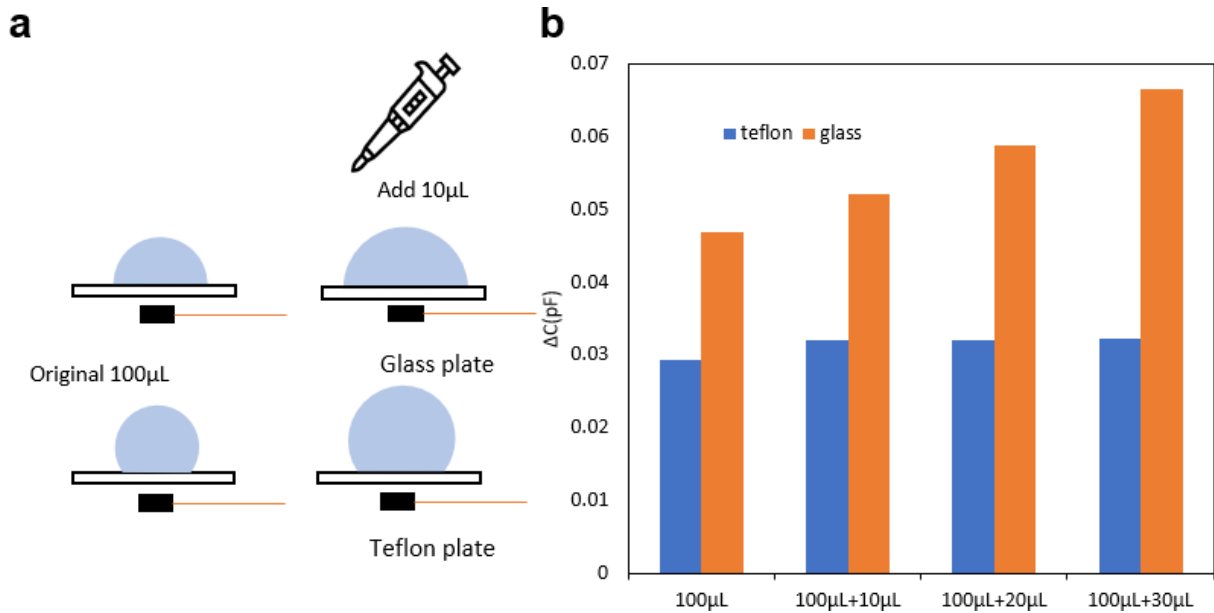 a
Add 10µL
Glass plate
Original 100µL
Teflon plate
b
0.07
0.06
0.05
0.04
0.03
0.02
0.01
0
ΔC(pF)
teflon
glass
100µL
100µL+10µL
100µL+20µL
100µL+30µL